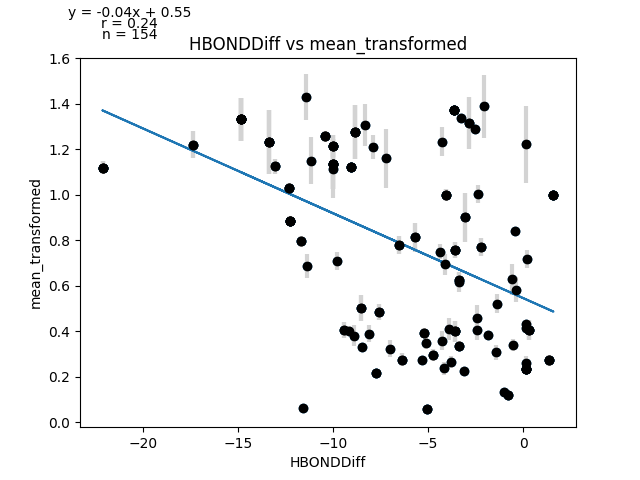 y = -0.04x + 0.55
r = 0.24
n = 154
HBONDDiff vs mean_transformed
1.6
1.4
1.2
1.0
0.8
0.6
0.4
0.2
0.0
mean_transformed
−20
−15
−10
−5
0
HBONDDiff